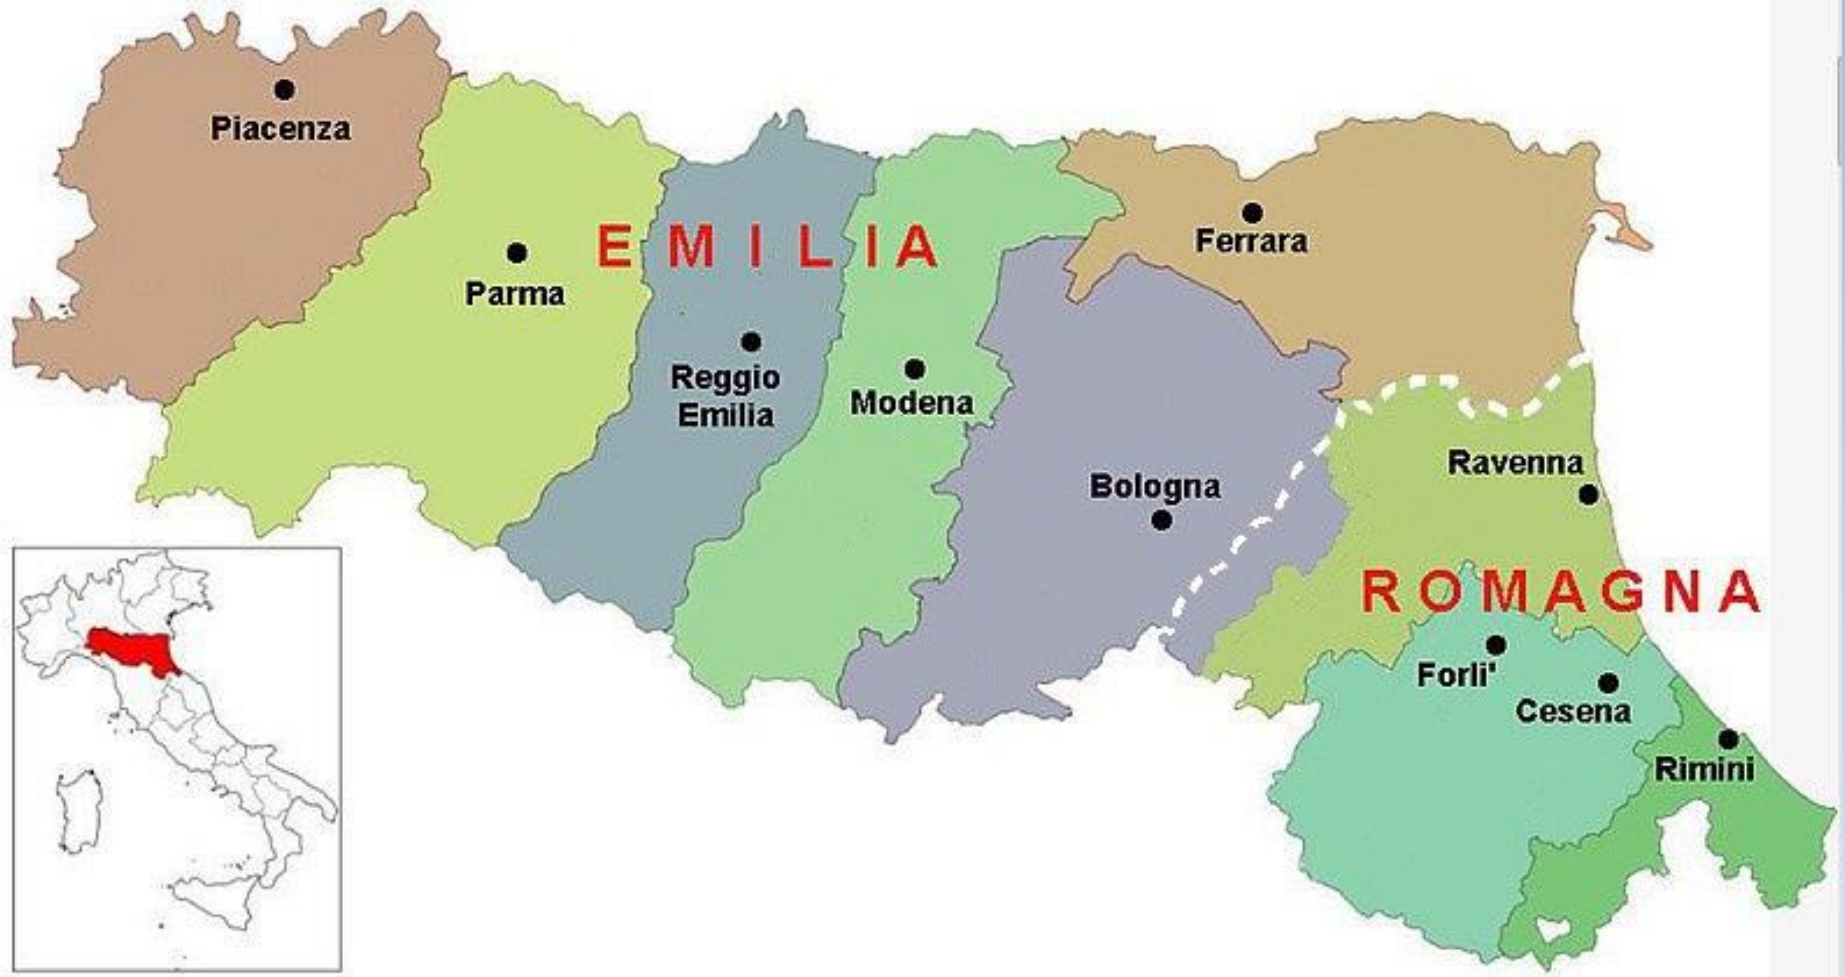 Piacenza
Parma
EMILIA
Reggio
Emilia
Modena
Ferrara
Bologna
Ravenna
ROMAGNA
Forli'
Cesena
Rimini